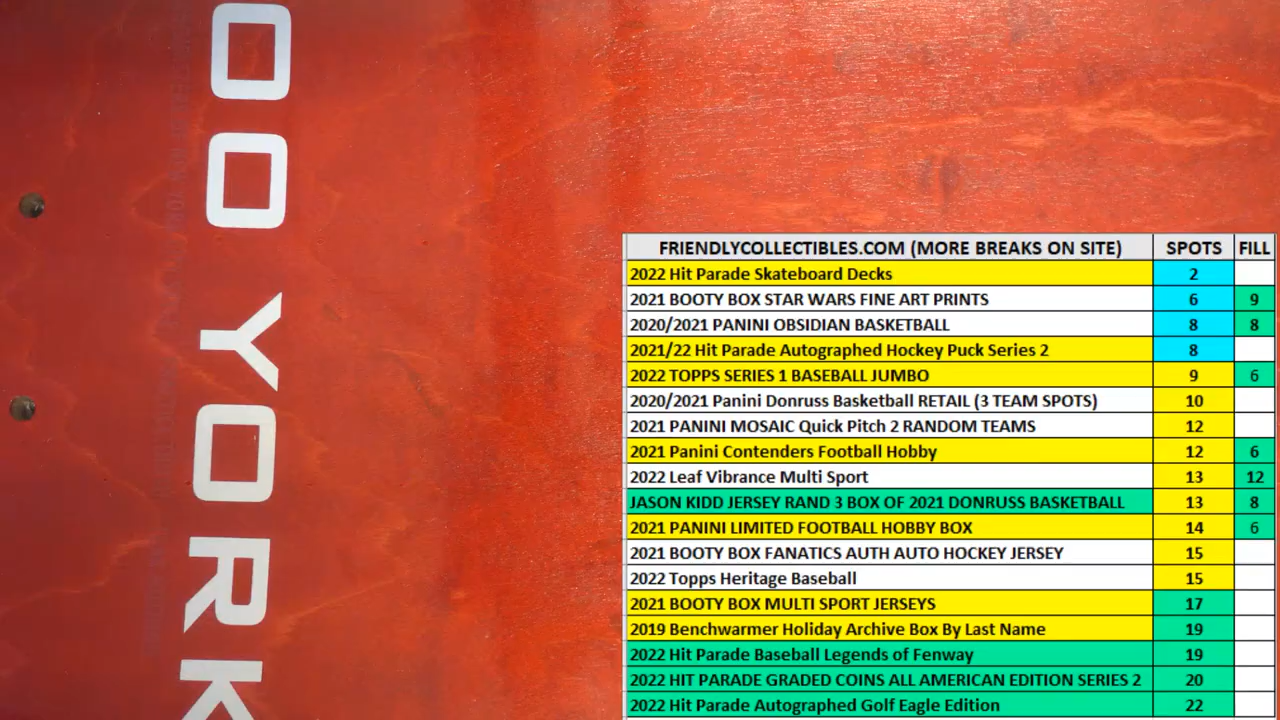 OO YORK
FRIENDLYCOLLECTIBLES.COM (MORE BREAKS ON SITE) SPOTS FILL
2022 Hit Parade Skateboard Decks 2
2021 BOOTY BOX STAR WARS FINE ART PRINTS 6 9
2020/2021 PANINI OBSIDIAN BASKETBALL 8 8
2021/22 Hit Parade Autographed Hockey Puck Series 2 8
2022 TOPPS SERIES 1 BASEBALL JUMBO 9 6
2020/2021 Panini Donruss Basketball RETAIL (3 TEAM SPOTS) 10
2021 PANINI MOSAIC Quick Pitch 2 RANDOM TEAMS 12
2021 Panini Contenders Football Hobby 12 6
2022 Leaf Vibrance Multi Sport 13 12
JASON KIDD JERSEY RAND 3 BOX OF 2021 DONRUSS BASKETBALL 13 8
2021 PANINI LIMITED FOOTBALL HOBBY BOX 14 6
2021 BOOTY BOX FANATICS AUTH AUTO HOCKEY JERSEY 15
2022 Topps Heritage Baseball 15
2021 BOOTY BOX MULTI SPORT JERSEYS 17
2019 Benchwarmer Holiday Archive Box By Last Name 19
2022 Hit Parade Baseball Legends of Fenway 19
2022 HIT PARADE GRADED COINS ALL AMERICAN EDITION SERIES 2 20
2022 Hit Parade Autographed Golf Eagle Edition 22